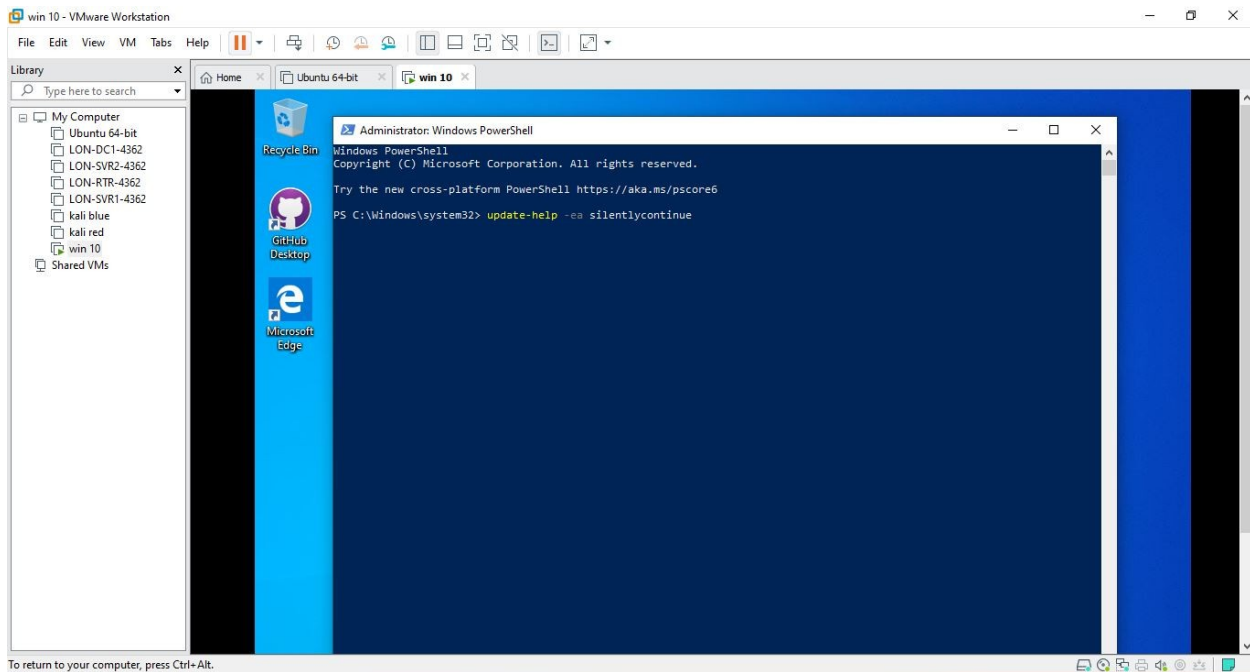 win 10 - VMware Workstation
File Edit View VM Tabs Help
Library
Type here to search
My Computer
Ubuntu 64-bit
LON-DC1-4362
LON-SVR2-4362
LON-RTR-4362
LON-SVR1-4362
kali blue
kali red
win 10
Shared VMs
Home
Ubuntu 64-bit
win 10
Recycle Bin
GitHub
Desktop
Microsoft
Edge
Administrator: Windows PowerShell
Windows PowerShell
Copyright (C) Microsoft Corporation. All rights reserved.
Try the new cross-platform PowerShell https://aka.ms/pscore6
PS C:\Windows\system32> update-help -ea silentlycontinue
To return to your computer, press Ctrl+Alt.